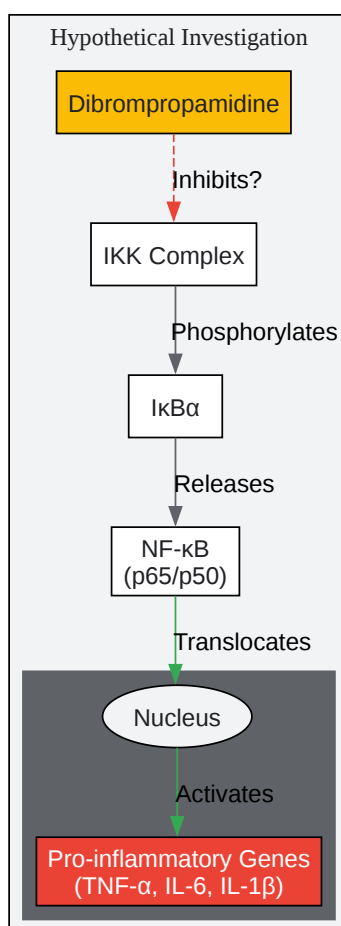 Hypothetical Investigation
Dibrompropamidine
Inhibits?
IKK Complex
Phosphorylates
IκBα
Releases
NF-κB
(p65/p50)
Translocates
Nucleus
Activates
Pro-inflammatory Genes
(TNF-α, IL-6, IL-1β)